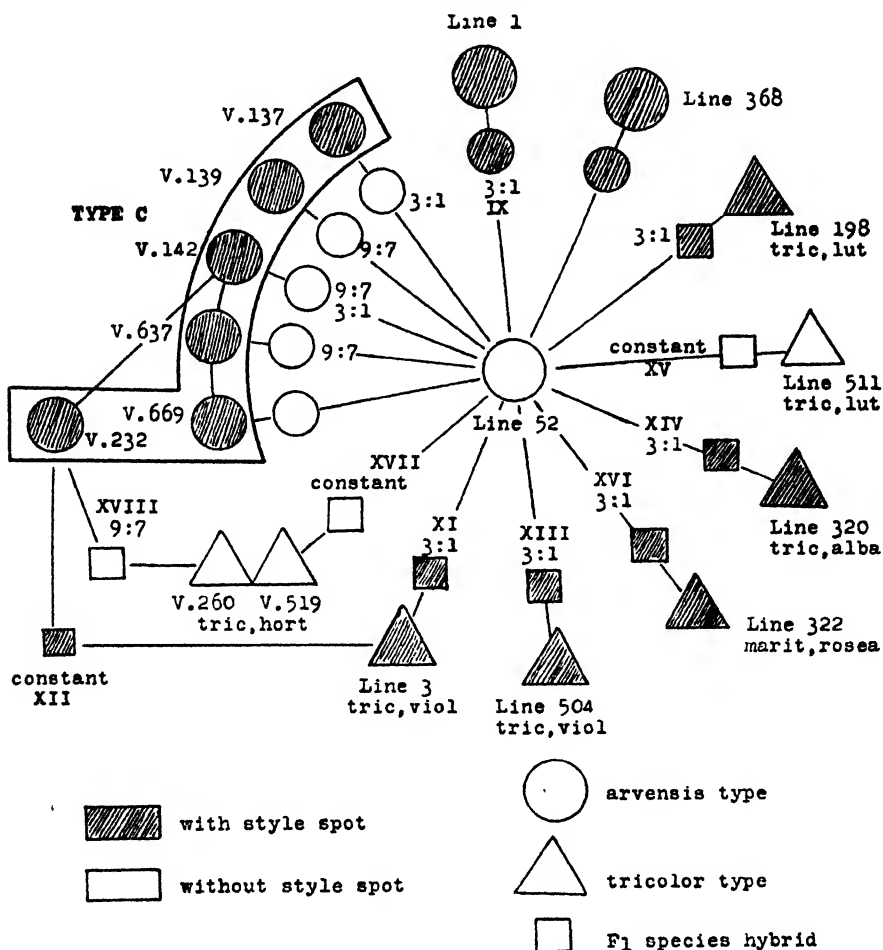 Line 1
V.137
Line 368
V.139
3:1
3:1
IX
TYPE C
V.142
9:7
3:1
Line 198
tric,lut
9:7
3:1
V.637
9:7
constant
XV
Line 511
tric,lut
V.669
V.232
Line 52
XIV
3:1
XVII
constant
XVI
3:1
XVIII
9:7
XI
3:1
XIII
3:1
Line 320
tric,alba
V.260
V.519
tric,hort
Line 322
marit,rosea
constant
XII
Line 3
tric,viol
Line 504
tric,viol
with style spot
arvensis type
without style spot
tricolor type
F1 species hybrid